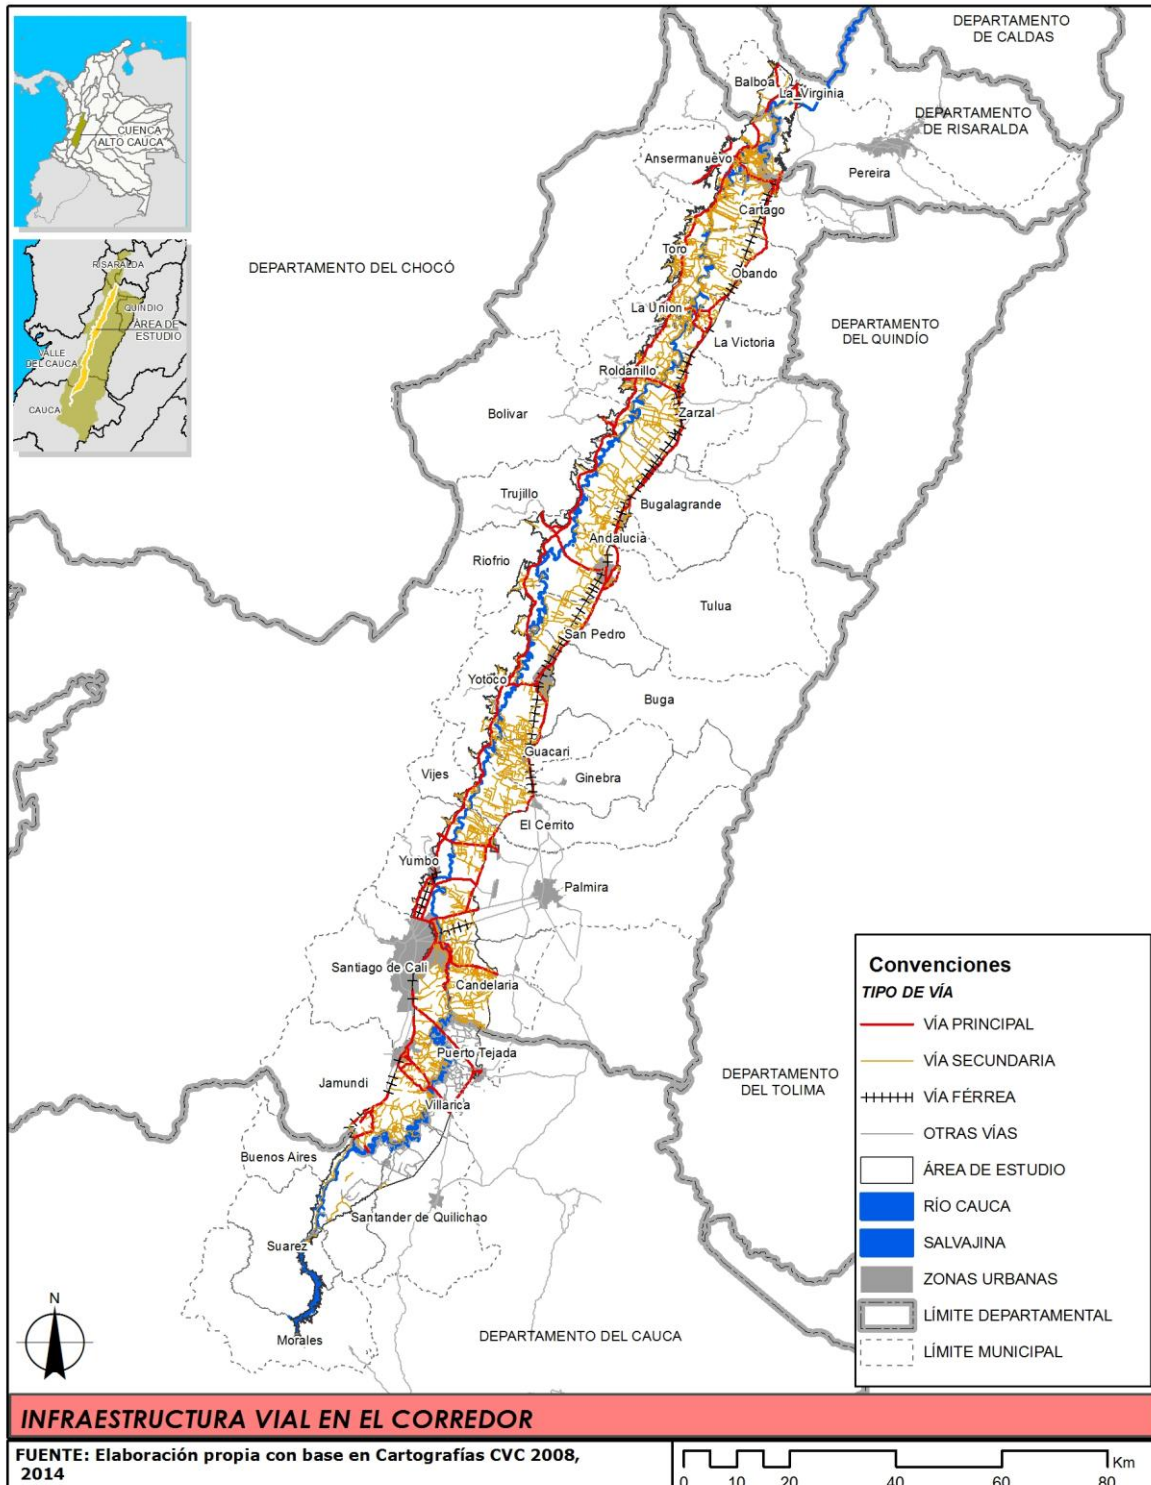 CUENCA
ALTO CAUCA
RISARALDA
QUINDIO
ÁREA DE
ESTUDIO
VALLE
DEL CAUCA
CAUCA
DEPARTAMENTO
DE CALDAS
Balboa
La_Virginia
DEPARTAMENTO
DE RISARALDA
Ansermanuevo
Pereira
Cartago
Toro
DEPARTAMENTO DEL CHOCÓ
Obando
La Union
DEPARTAMENTO
DEL QUINDÍO
La Victoria
Roldanillo
Bolivar
Zarzal
Trujillo
Bugalagrande
Andalucia
Riofrio
Tulua
San Pedro
Yotoco
Buga
Guacari
Vijes
Ginebra
El Cerrito
Yumbo
Palmira
Santiago de Cali
Candelaria
Puerto Tejada
DEPARTAMENTO
DEL TOLIMA
Jamundi
Villarica
Buenos Aires
Santander de Quilichao
Suarez
Morales
DEPARTAMENTO DEL CAUCA
N
Convenciones
TIPO DE VÍA
VÍA PRINCIPAL
VÍA SECUNDARIA
VÍA FÉRREA
OTRAS VÍAS
ÁREA DE ESTUDIO
RÍO CAUCA
SALVAJINA
ZONAS URBANAS
LÍMITE DEPARTAMENTAL
LÍMITE MUNICIPAL
INFRAESTRUCTURA VIAL EN EL CORREDOR
FUENTE: Elaboración propia con base en Cartografías CVC 2008,
2014
Km
0 10 20 40 60 80